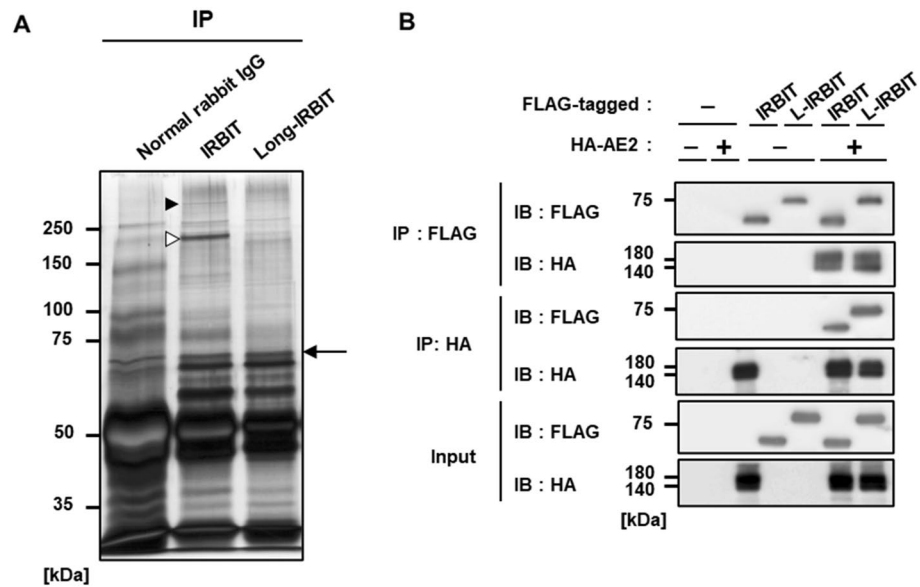 A
IP
Normal rabbit IgG
IRBIT
Long-IRBIT
250
150
100
75
50
35
[kDa]
B
FLAG-tagged : – IRBIT L-IRBIT IRBIT L-IRBIT
HA-AE2 : – + – +
IP : FLAG
IB : FLAG
75
IB : HA
180
140
IP: HA
IB : FLAG
75
IB : HA
180
140
Input
IB : FLAG
75
IB : HA
180
140
[kDa]